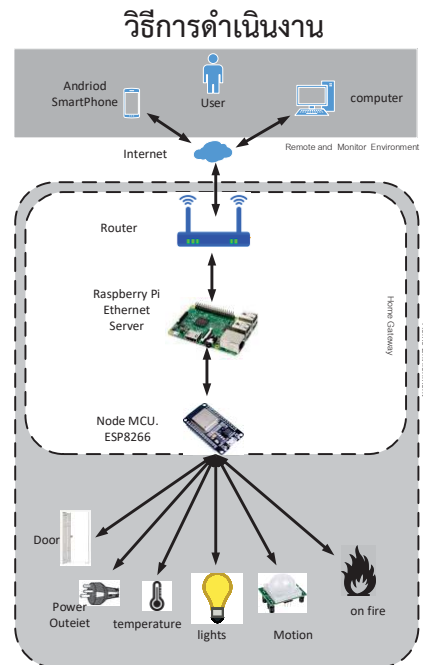 วิธีการดำเนินงาน
Andriod
SmartPhone
User
computer
Internet
Remote and Monitor Environment
Router
Raspberry Pi
Ethernet
Server
Home Gateway
Node MCU.
ESP8266
Door
Power
Outeiet
temperature
lights
Motion
on fire